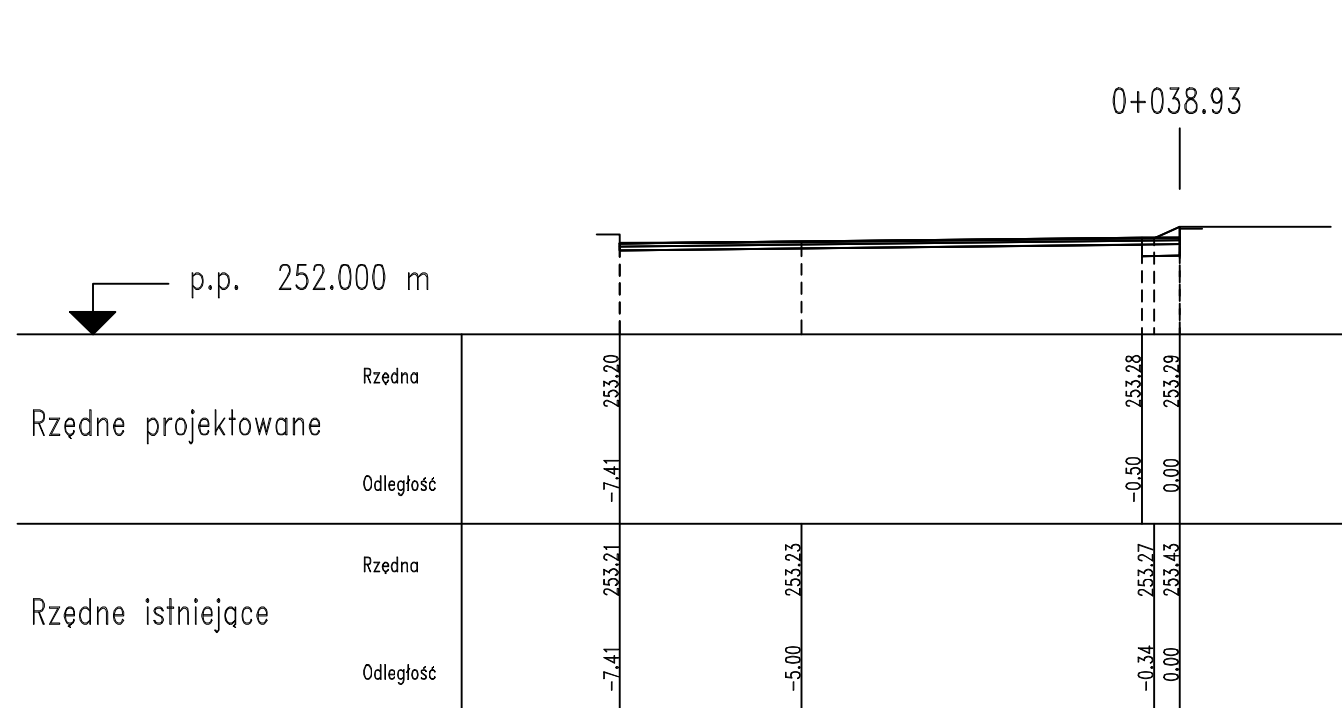 0+038.93
p.p. 252.000 m
Rzędna
253.20
253.28
253.29
Rzędne projektowane
Odległość
-7.41
-0.50
0.00
Rzędna
253.21
253.23
253.27
253.43
Rzędne istniejące
Odległość
-7.41
-5.00
-0.34
0.00